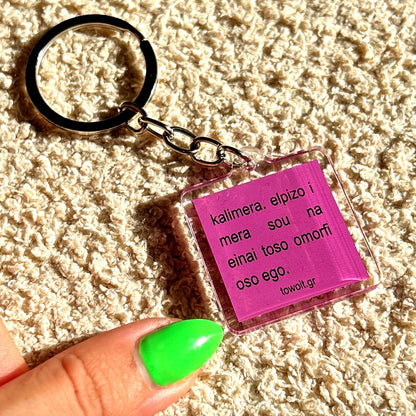 kalimera. elpizo i
mera sou na
einai toso omorfi
oso ego.
towoit.gr